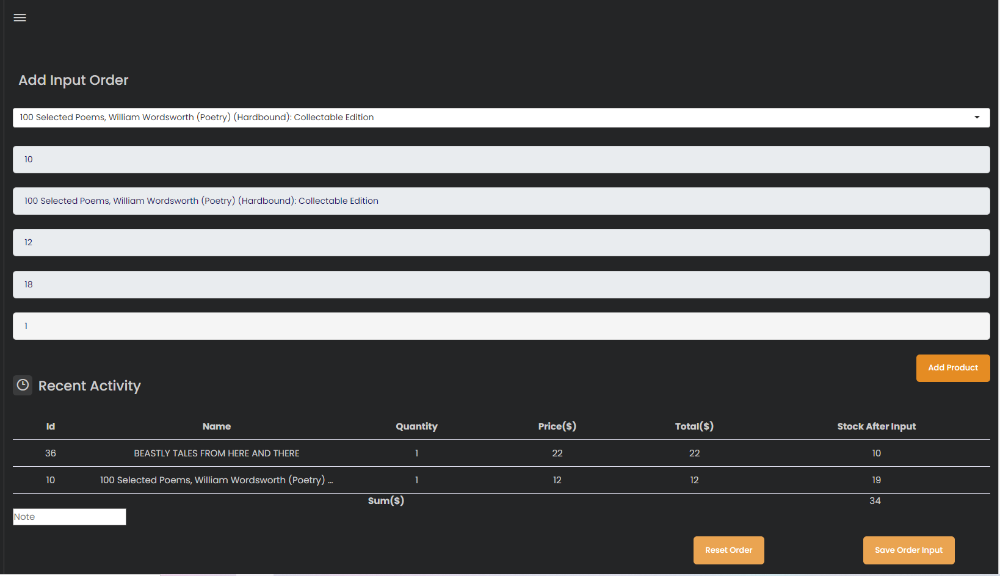 Add Input Order
100 Selected Poems, William Wordsworth (Poetry) (Hardbound): Collectable Edition
10
100 Selected Poems, William Wordsworth (Poetry) (Hardbound): Collectable Edition
12
18
1
Add Product
Recent Activity
Id Name Quantity Price($) Total($) Stock After Input
36 BEASTLY TALES FROM HERE AND THERE 1 22 22 10
10 100 Selected Poems, William Wordsworth (Poetry) ... 1 12 12 19
Sum($) 34
Note
Reset Order Save Order Input